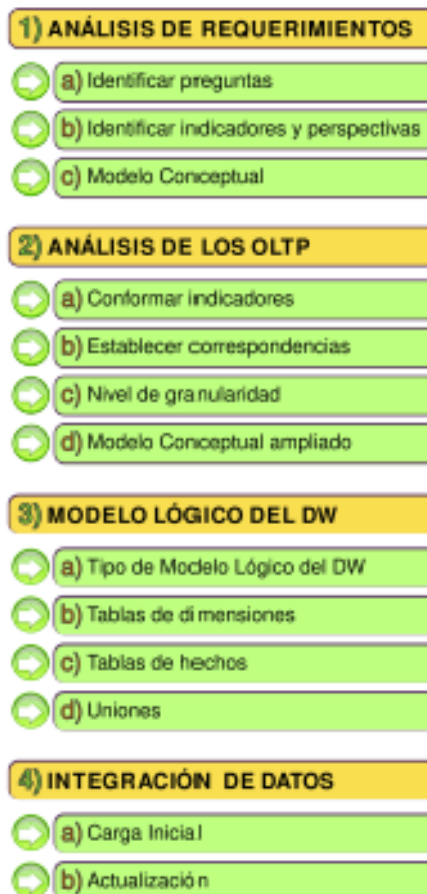 1) ANÁLISIS DE REQUERIMIENTOS
a) Identificar preguntas
b) Identificar indicadores y perspectivas
c) Modelo Conceptual
2) ANÁLISIS DE LOS OLTP
a) Conformar indicadores
b) Establecer correspondencias
c) Nivel de granularidad
d) Modelo Conceptual ampliado
3) MODELO LÓGICO DEL DW
a) Tipo de Modelo Lógico del DW
b) Tablas de dimensiones
c) Tablas de hechos
d) Uniones
4) INTEGRACIÓN DE DATOS
a) Carga Inicial
b) Actualización